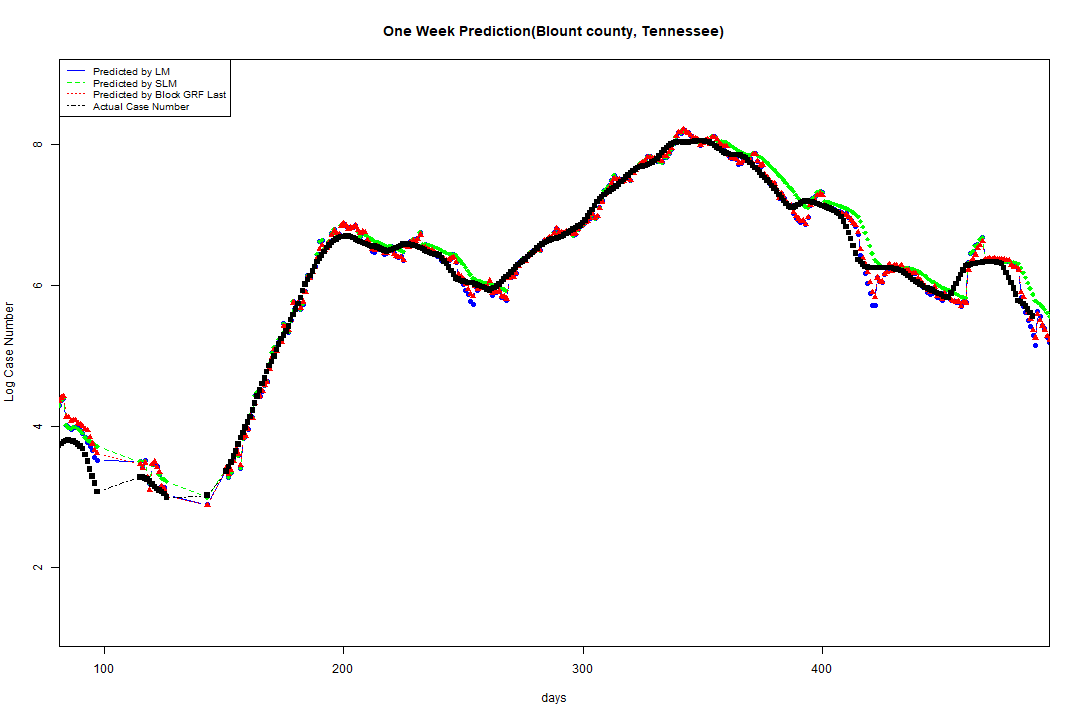 One Week Prediction(Blount county, Tennessee)
Predicted by LM
Predicted by SLM
Predicted by Block GRF Last
Actual Case Number
8
6
4
2
Log Case Number
100 200 300 400
days